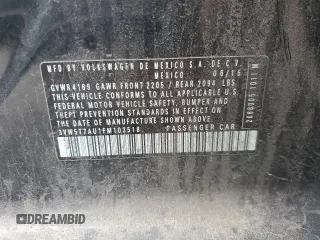 MFD. BY VOLKSWAGEN DE MEXICO S.A. DE C.V.
MEXICO 06/15
GVWR 4189 GAWR FRONT 2205 / REAR 2094 LBS
THIS VEHICLE CONFORMS TO ALL APPLICABLE
FEDERAL MOTOR VEHICLE SAFETY, BUMPER AND
THEFT PREVENTION STANDARDS IN EFFECT ON
THE DATE OF MANUFACTURE SHOWN ABOVE.
3VW5T7AU1FM103518 PASSENGER CAR
DREAMBID